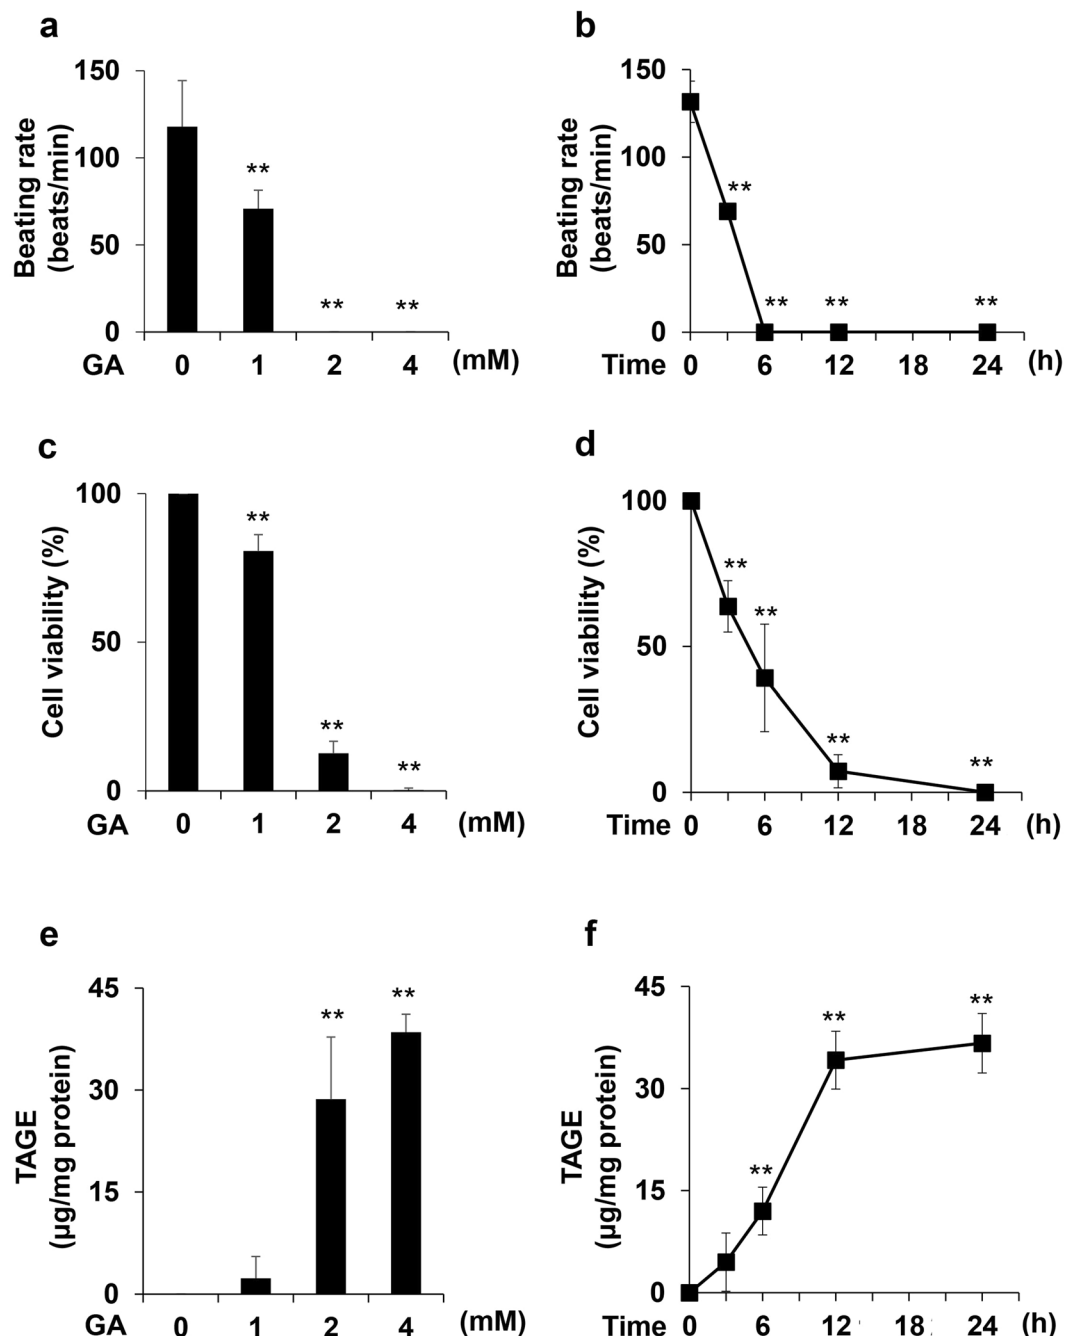 a
150
100
50
0
Beating rate
(beats/min)
**
**
**
GA 0 1 2 4 (mM)
b
150
100
50
0
Beating rate
(beats/min)
**
**
**
**
Time 0 6 12 18 24 (h)
c
100
50
0
Cell viability (%)
**
**
**
GA 0 1 2 4 (mM)
d
100
50
0
Cell viability (%)
**
**
**
**
Time 0 6 12 18 24 (h)
e
45
30
15
0
TAGE
(µg/mg protein)
**
**
GA 0 1 2 4 (mM)
f
45
30
15
0
TAGE
(µg/mg protein)
**
**
**
Time 0 6 12 18 24 (h)